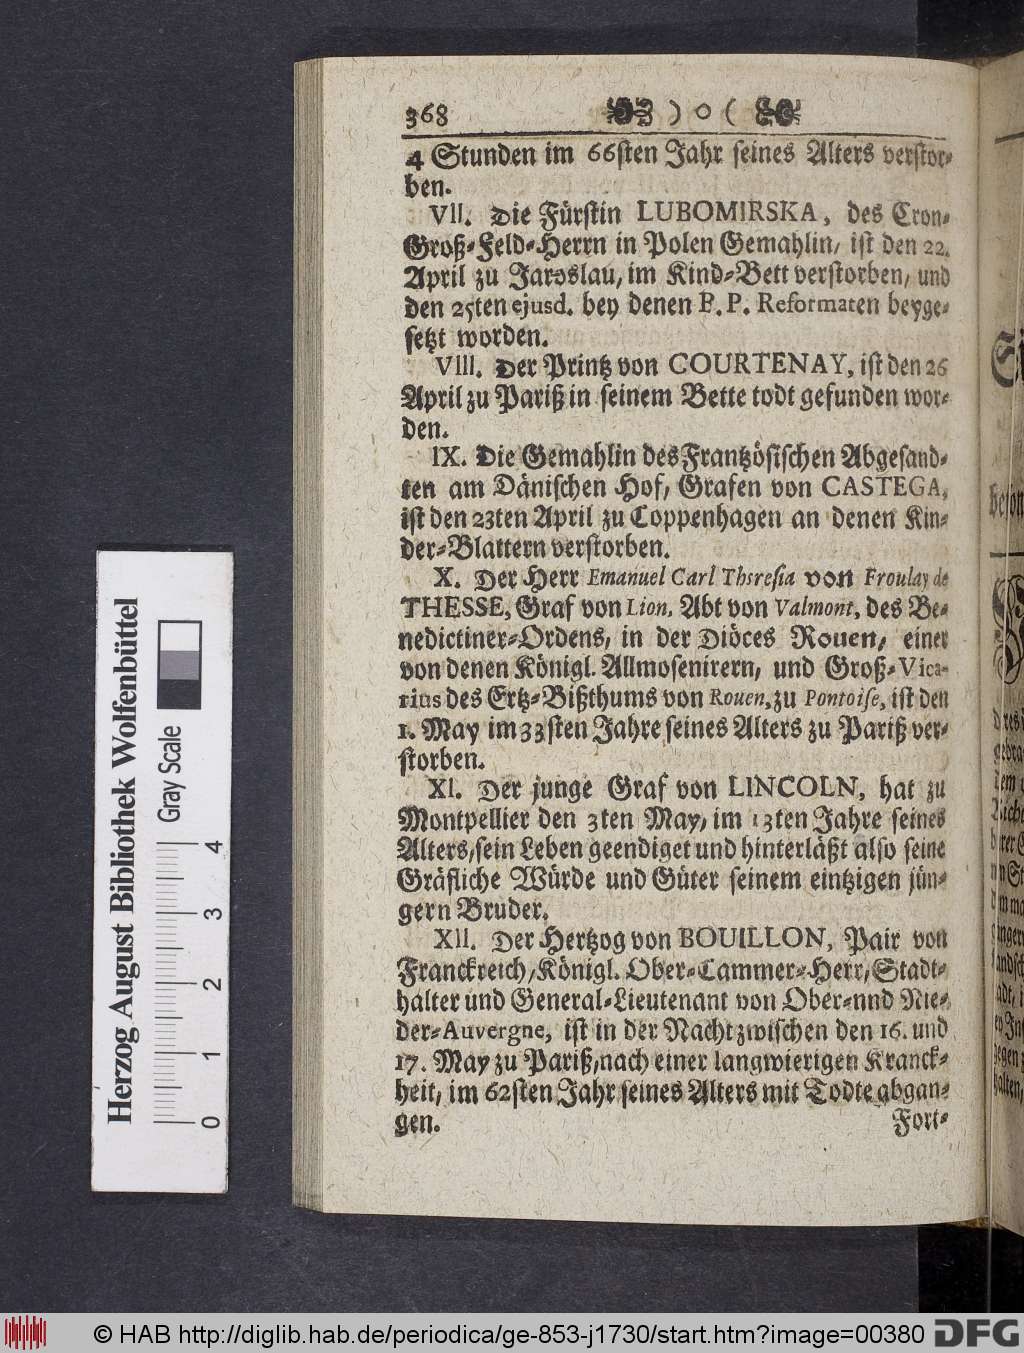 368 ) o (
4 Stunden im 66sten Jahr seines Alters verstor-
ben.
VII. Die Fürstin LUBOMIRSKA, des Cron-
Groß-Feld-Herrn in Polen Gemahlin, ist den 22.
April zu Jaroslau, im Kind-Bett verstorben, und
den 25ten ejusd. bey denen P. P. Reformaten beyge-
setzt worden.
VIII. Der Printz von COURTENAY, ist den 26
April zu Pariß in seinem Bette todt gefunden wor-
den.
IX. Die Gemahlin des Frantzösischen Abgesand-
ten am Dänischen Hof, Grafen von CASTEGA,
ist den 23ten April zu Coppenhagen an denen Kin-
der-Blattern verstorben.
X. Der Herr Emanuel Carl Thsresia von Froulay de
THESSE, Graf von Lion, Abt von Valmont, des Be-
nedictiner-Ordens, in der Diöces Rouen, einer
von denen Königl. Allmosenirern, und Groß-Vica-
rius des Ertz-Bißthums von Rouen, zu Pontoise, ist den
1. May im 33sten Jahre seines Alters zu Pariß ver-
storben.
XI. Der junge Graf von LINCOLN, hat zu
Montpellier den 3ten May, im 13ten Jahre seines
Alters, sein Leben geendiget und hinterläßt also seine
Gräfliche Würde und Güter seinem eintzigen jün-
gern Bruder.
XII. Der Hertzog von BOUILLON, Pair von
Franckreich, Königl. Ober-Cammer-Herr, Stadt-
halter und General-Lieutenant von Ober-nnd Nie-
der-Auvergne, ist in der Nacht zwischen den 16. und
17. May zu Pariß, nach einer langwierigen Kranck-
heit, im 62sten Jahr seines Alters mit Todte abgan-
gen.
Fort-
Herzog August Bibliothek Wolfenbüttel
Gray Scale
0 1 2 3 4
© HAB http://diglib.hab.de/periodica/ge-853-j1730/start.htm?image=00380 DFG